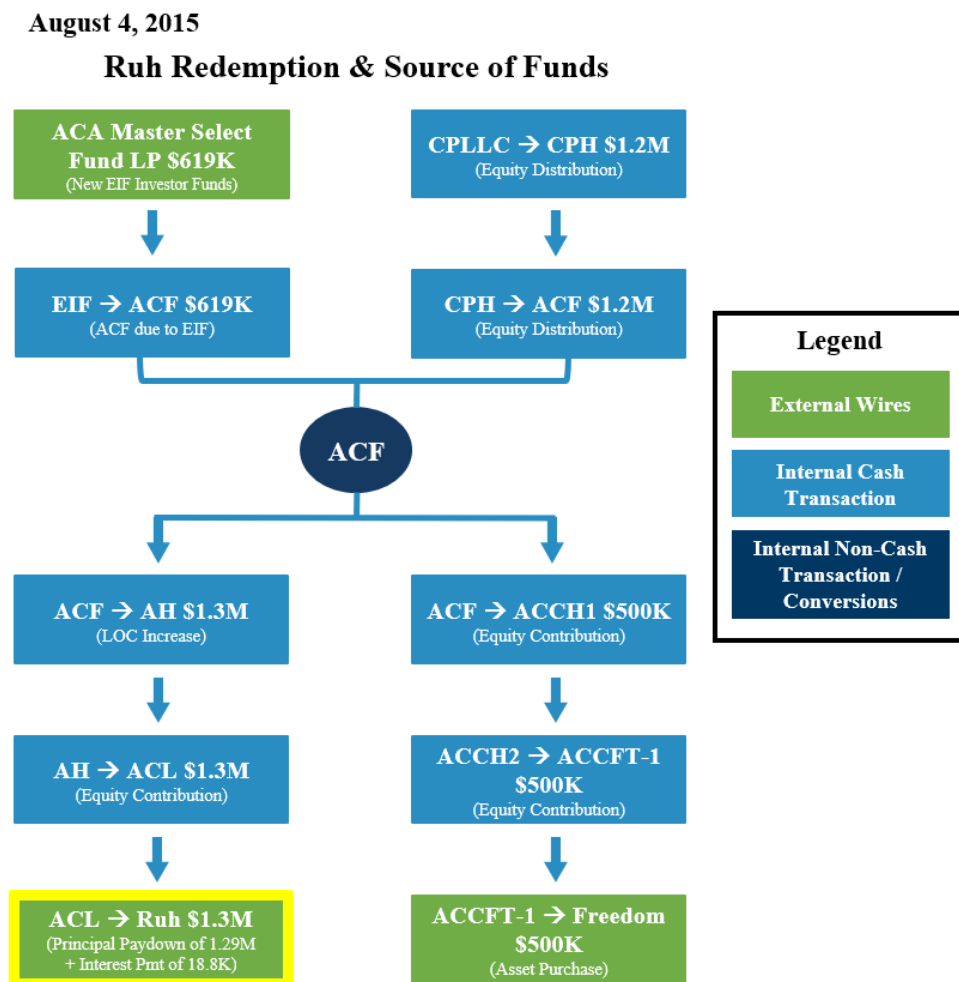 August 4, 2015
Ruh Redemption & Source of Funds
ACA Master Select
Fund LP $619K
(New EIF Investor Funds)
CPLLC → CPH $1.2M
(Equity Distribution)
EIF → ACF $619K
(ACF due to EIF)
CPH → ACF $1.2M
(Equity Distribution)
ACF
ACF → AH $1.3M
(LOC Increase)
ACF → ACCH1 $500K
(Equity Contribution)
AH → ACL $1.3M
(Equity Contribution)
ACCH2 → ACCFT-1
$500K
(Equity Contribution)
ACL → Ruh $1.3M
(Principal Paydown of 1.29M
+ Interest Pmt of 18.8K)
ACCFT-1 → Freedom
$500K
(Asset Purchase)
Legend
External Wires
Internal Cash
Transaction
Internal Non-Cash
Transaction /
Conversions